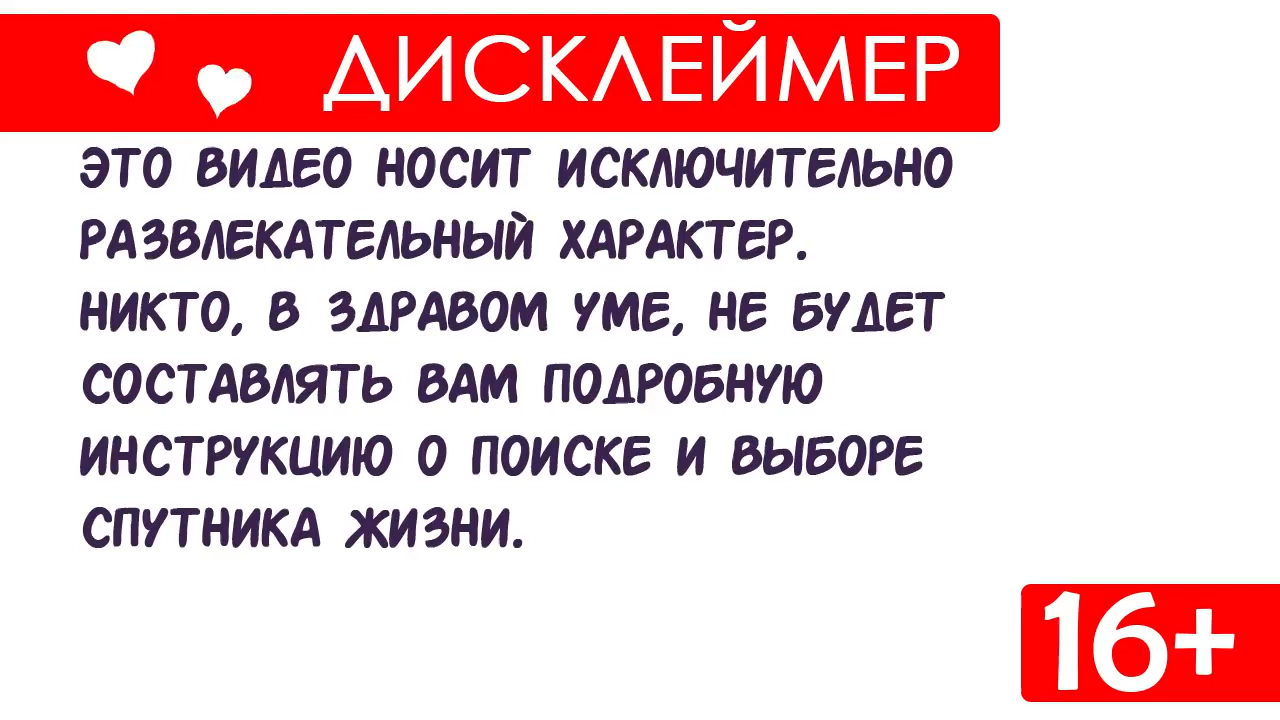 ДИСКЛЕЙМЕР
ЭТО ВИДЕО НОСИТ ИСКЛЮЧИТЕЛЬНО
РАЗВЛЕКАТЕЛЬНЫЙ ХАРАКТЕР.
НИКТО, В ЗДРАВОМ УМЕ, НЕ БУДЕТ
СОСТАВЛЯТЬ ВАМ ПОДРОБНУЮ
ИНСТРУКЦИЮ О ПОИСКЕ И ВЫБОРЕ
СПУТНИКА ЖИЗНИ.
16+